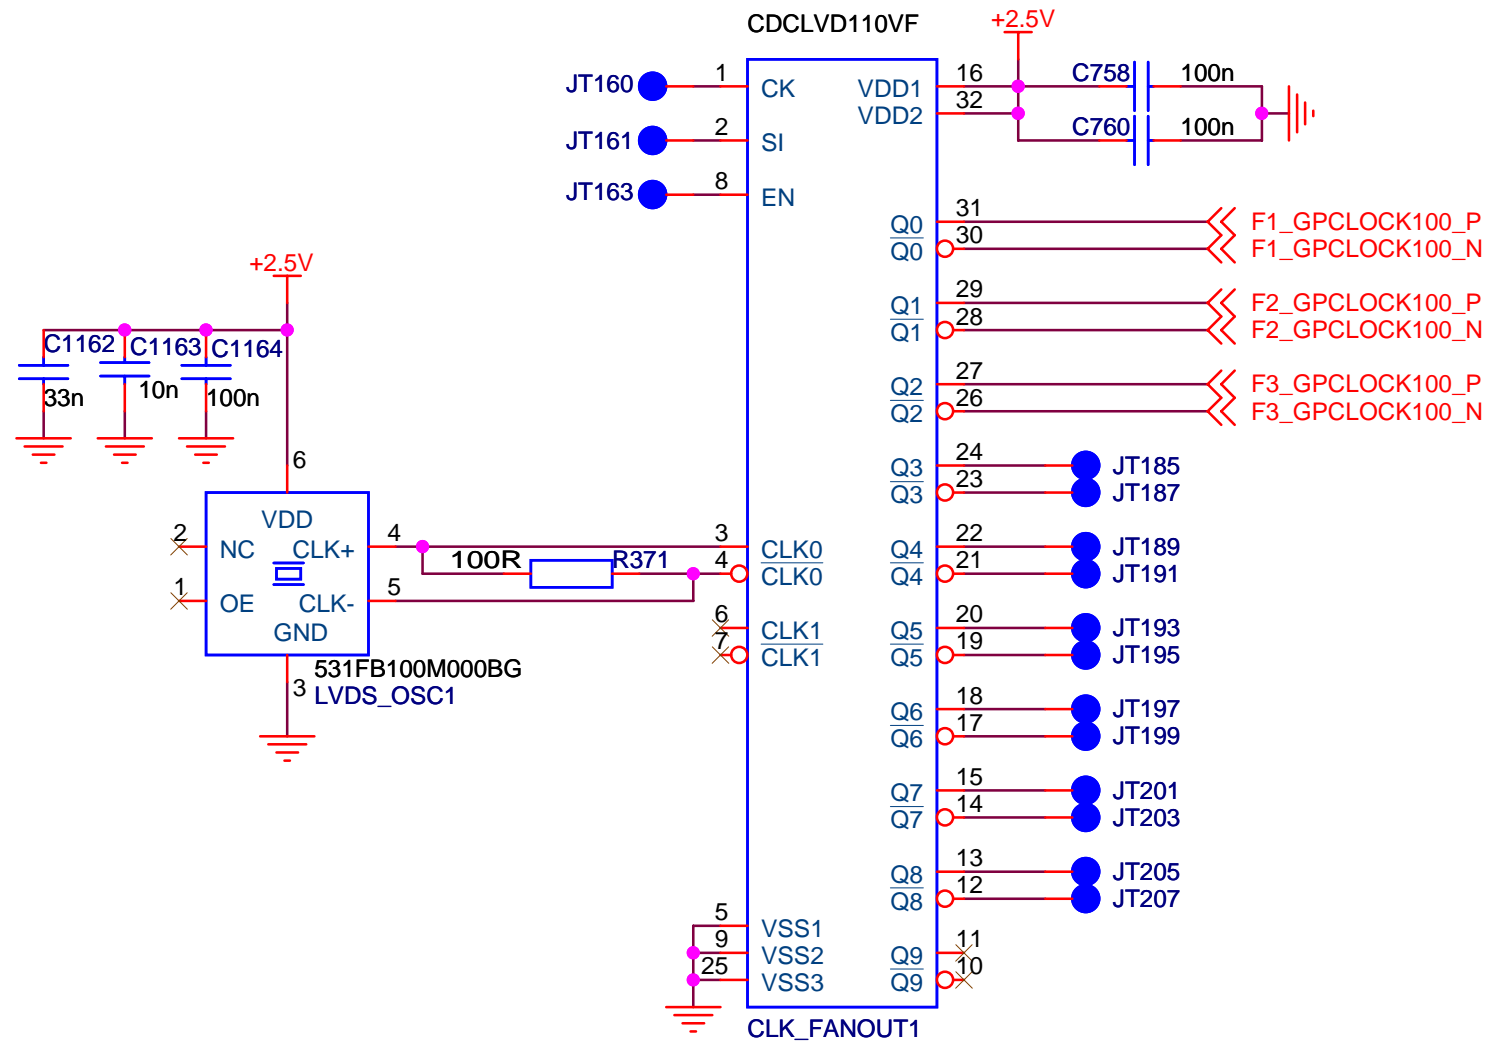 CDCLVD110VF
+2.5V
JT160
1
CK
VDD1
16
C758
100n
VDD2
32
JT161
2
SI
C760
100n
JT163
8
EN
Q0
31
F1_GPCLOCK100_P
Q0
30
F1_GPCLOCK100_N
+2.5V
Q1
29
F2_GPCLOCK100_P
Q1
28
F2_GPCLOCK100_N
C1162
C1163
C1164
33n
10n
100n
Q2
27
F3_GPCLOCK100_P
Q2
26
F3_GPCLOCK100_N
6
Q3
24
JT185
Q3
23
JT187
VDD
2
NC
CLK+
4
3
CLK0
Q4
22
JT189
100R
R371
4
CLK0
Q4
21
JT191
1
OE
CLK-
5
GND
6
CLK1
Q5
20
JT193
7
CLK1
Q5
19
JT195
531FB100M000BG
3
LVDS_OSC1
Q6
18
JT197
Q6
17
JT199
Q7
15
JT201
Q7
14
JT203
Q8
13
JT205
Q8
12
JT207
5
VSS1
9
VSS2
Q9
11
25
VSS3
Q9
10
CLK_FANOUT1